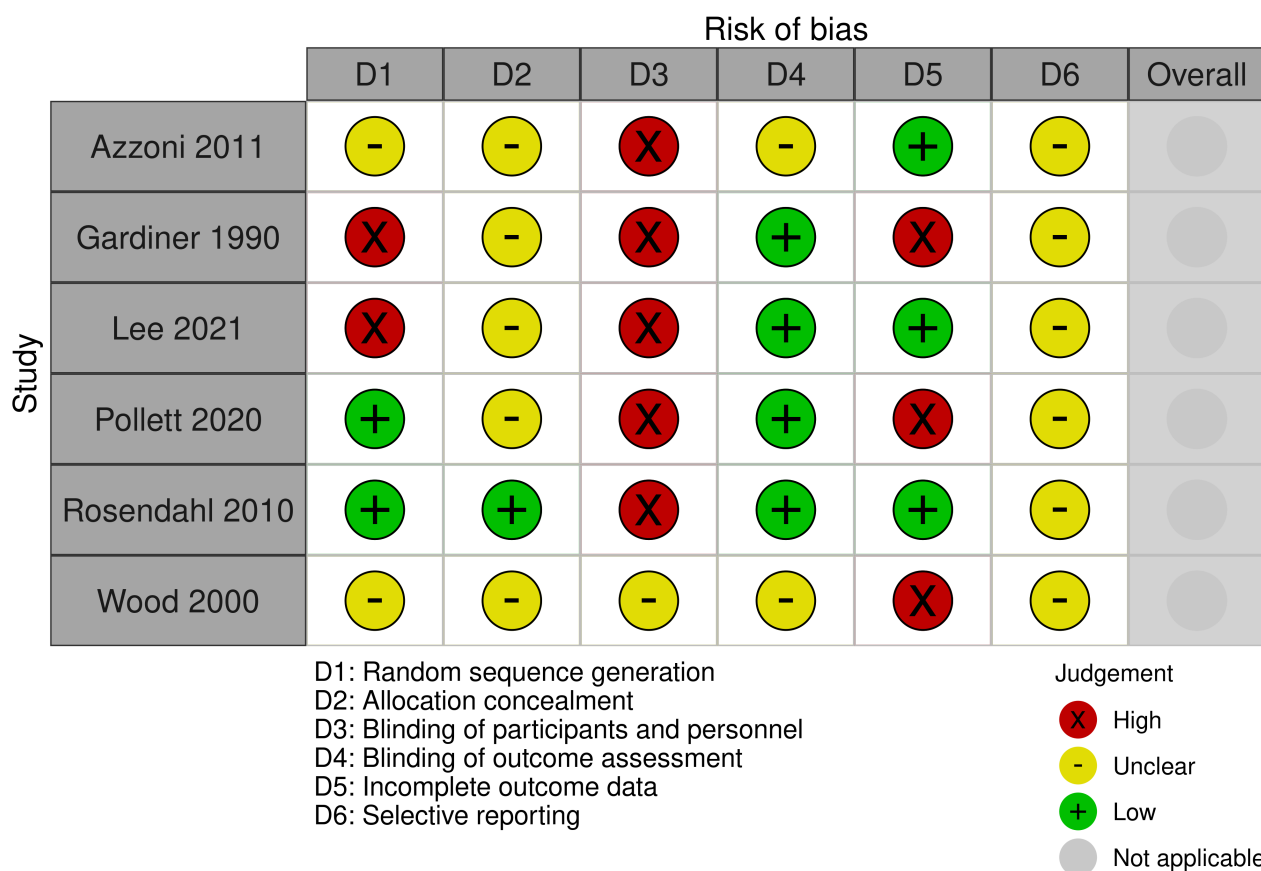 Risk of bias
D1 D2 D3 D4 D5 D6 Overall
Study
Azzoni 2011 - - X - + -
Gardiner 1990 X - X + X -
Lee 2021 X - X + + -
Pollett 2020 + - X + X -
Rosendahl 2010 + + X + + -
Wood 2000 - - - - X -
D1: Random sequence generation
D2: Allocation concealment
D3: Blinding of participants and personnel
D4: Blinding of outcome assessment
D5: Incomplete outcome data
D6: Selective reporting
Judgement
X High
- Unclear
+ Low
Not applicable